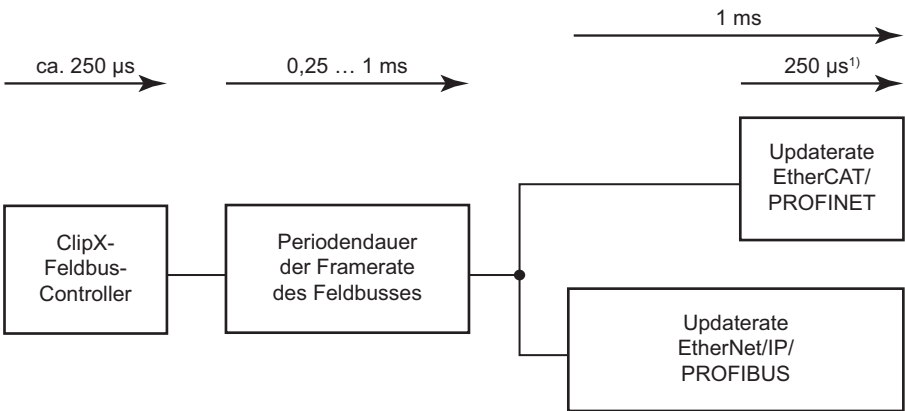 1 ms
ca. 250 µs
0,25 … 1 ms
250 µs¹⁾
Updaterate
EtherCAT/
PROFINET
ClipX-
Feldbus-
Controller
Periodendauer
der Framerate
des Feldbusses
Updaterate
EtherNet/IP/
PROFIBUS